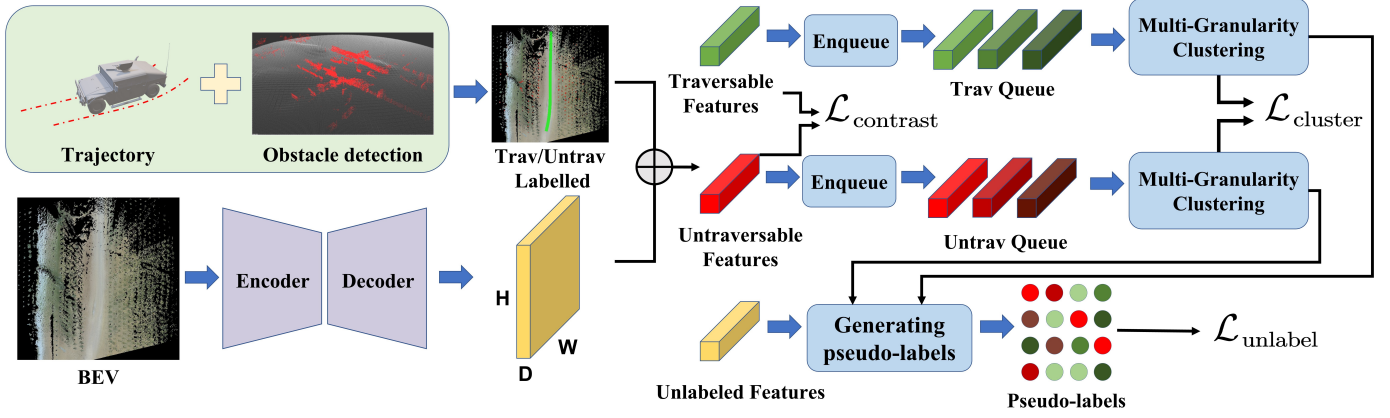 Trajectory
Obstacle detection
Trav/Untrav
Labelled
BEV
Encoder
Decoder
H
W
D
Traversable
Features
Enqueue
Trav Queue
Multi-Granularity
Clustering
ℒcontrast
ℒcluster
Untraversable
Features
Enqueue
Untrav Queue
Multi-Granularity
Clustering
Unlabeled Features
Generating
pseudo-labels
Pseudo-labels
ℒunlabel